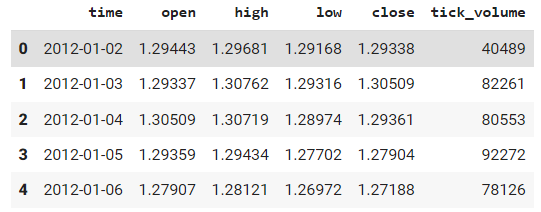 time open high low close tick_volume
0 2012-01-02 1.29443 1.29681 1.29168 1.29338 40489
1 2012-01-03 1.29337 1.30762 1.29316 1.30509 82261
2 2012-01-04 1.30509 1.30719 1.28974 1.29361 80553
3 2012-01-05 1.29359 1.29434 1.27702 1.27904 92272
4 2012-01-06 1.27907 1.28121 1.26972 1.27188 78126